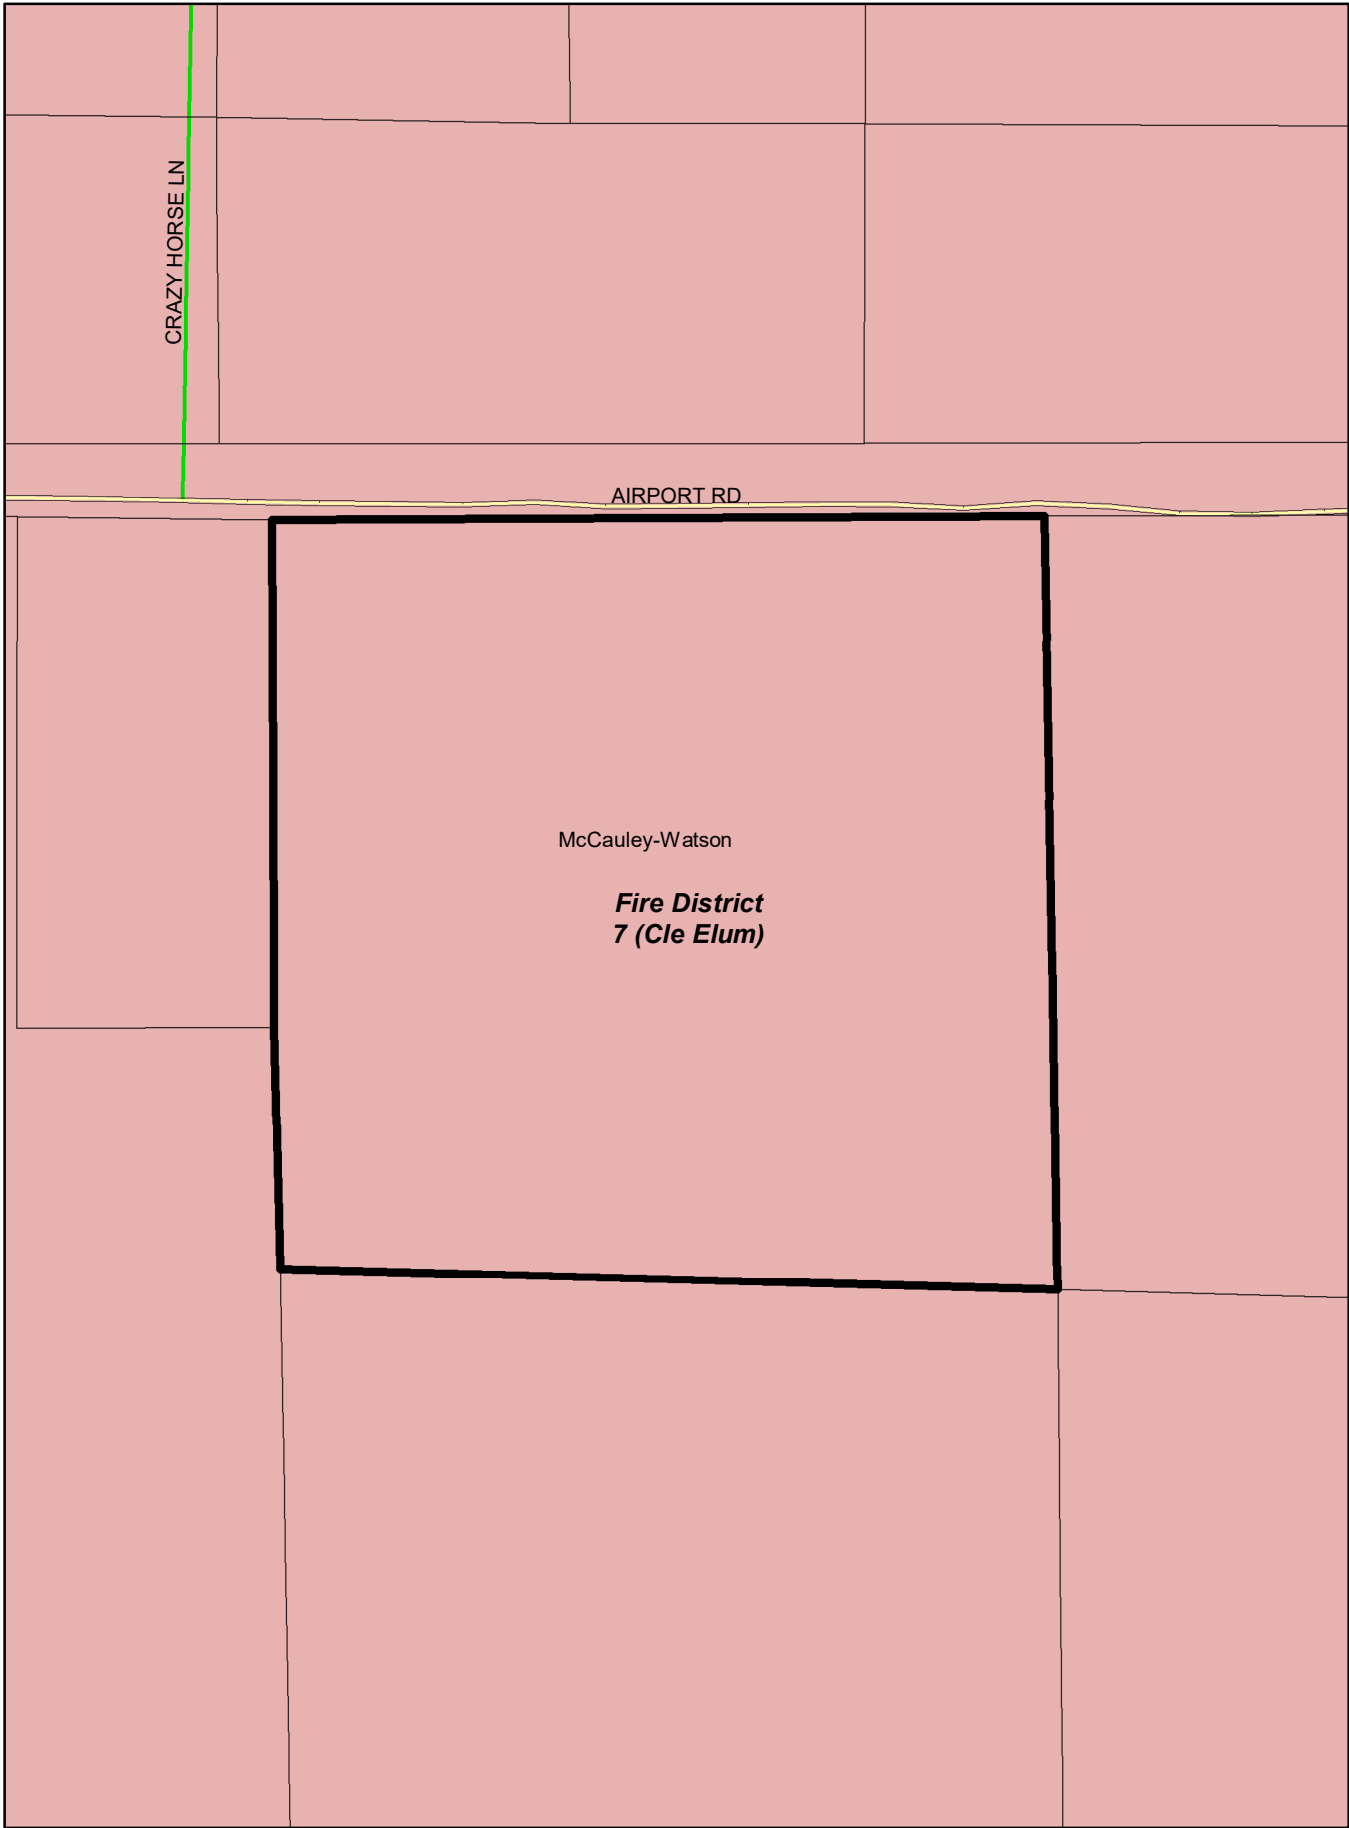 CRAZY HORSE LN
AIRPORT RD
McCauley-Watson
Fire District
7 (Cle Elum)